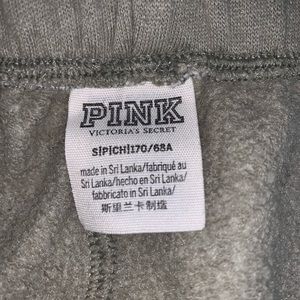 PINK
VICTORIA'S SECRET
S|P|CH|170/68A
made in Sri Lanka/fabriqué au
Sri Lanka/hecho en Sri Lanka/
fabbricato in Sri Lanka/
斯里兰卡制造